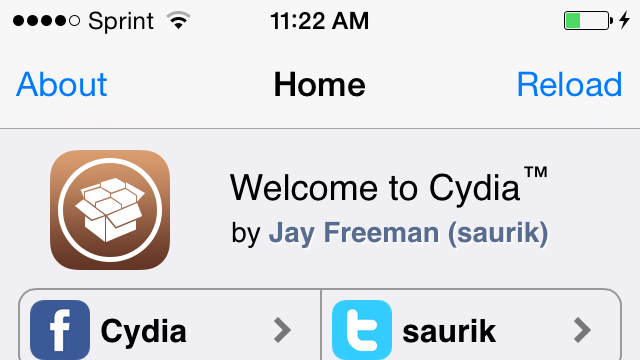 Sprint 11:22 AM
About Home Reload
Welcome to Cydia™
by Jay Freeman (saurik)
f Cydia t saurik